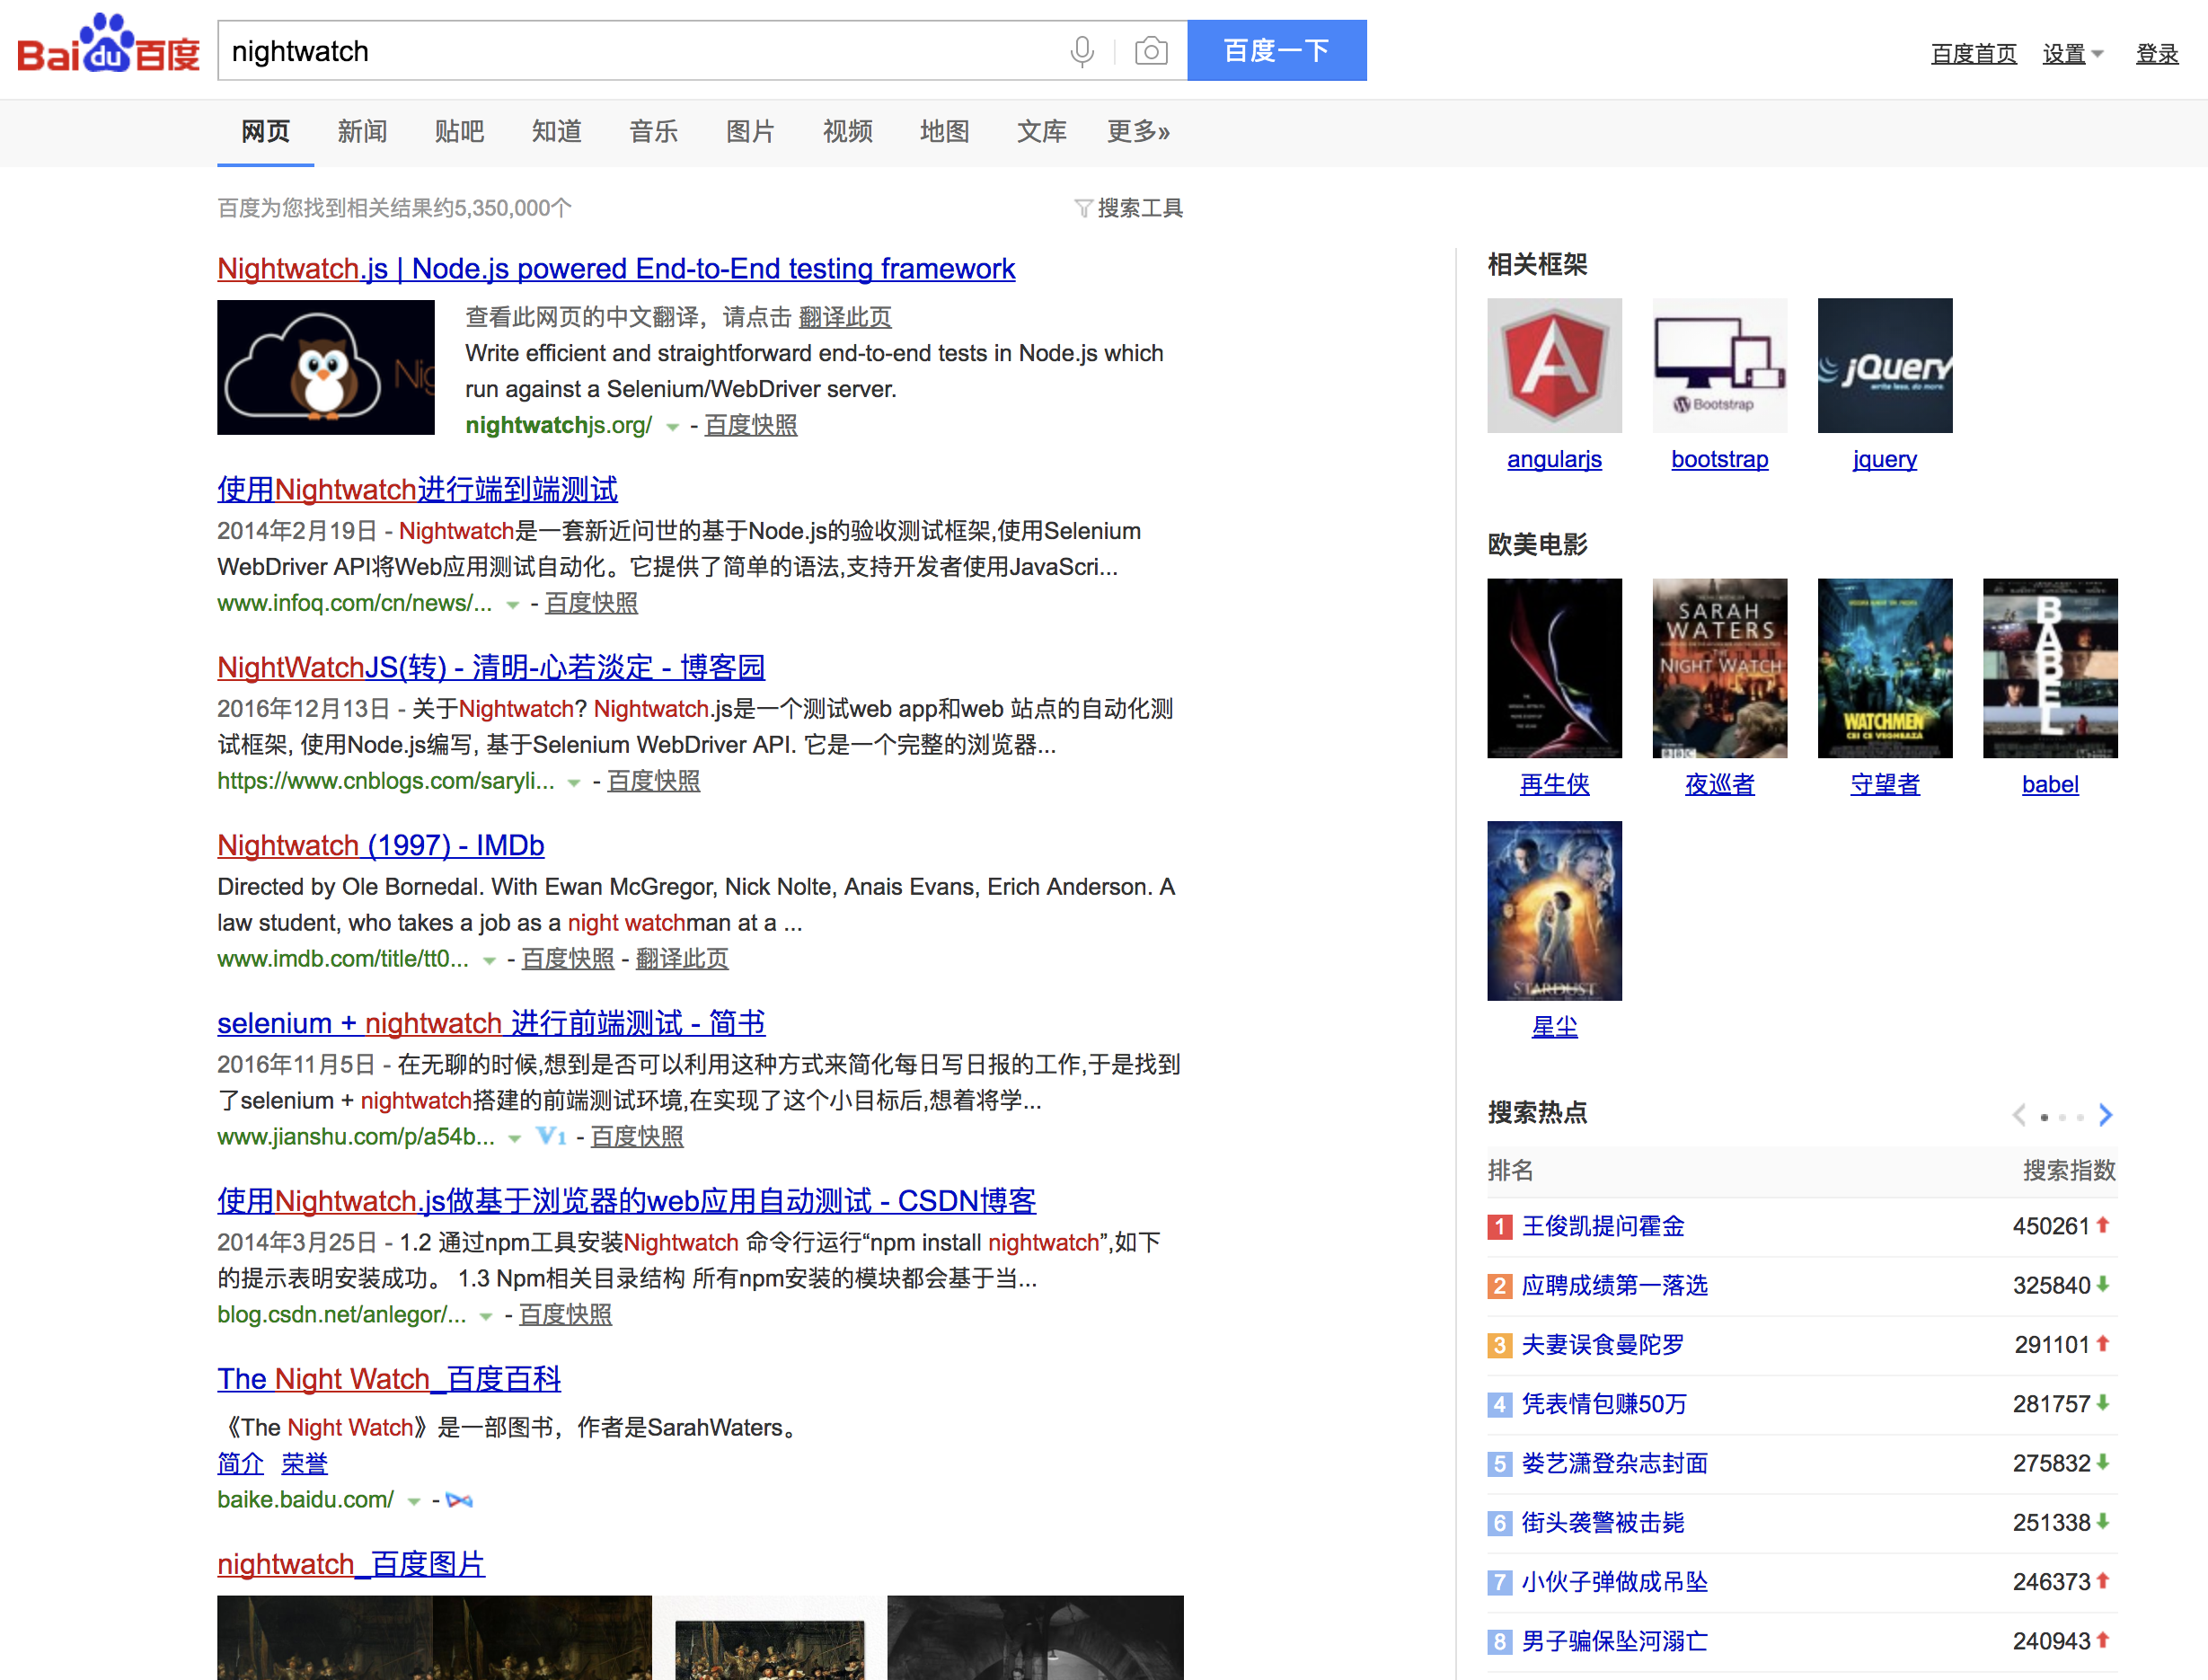 Bai du 百度
nightwatch
百度一下
百度首页 设置 登录
网页 新闻 贴吧 知道 音乐 图片 视频 地图 文库 更多»
百度为您找到相关结果约5,350,000个
搜索工具
Nightwatch.js | Node.js powered End-to-End testing framework
Nig
查看此网页的中文翻译，请点击 翻译此页
Write efficient and straightforward end-to-end tests in Node.js which
run against a Selenium/WebDriver server.
nightwatchjs.org/ - 百度快照
使用Nightwatch进行端到端测试
2014年2月19日 - Nightwatch是一套新近问世的基于Node.js的验收测试框架,使用Selenium
WebDriver API将Web应用测试自动化。它提供了简单的语法,支持开发者使用JavaScri...
www.infoq.com/cn/news/... - 百度快照
NightWatchJS(转) - 清明-心若淡定 - 博客园
2016年12月13日 - 关于Nightwatch? Nightwatch.js是一个测试web app和web 站点的自动化测
试框架, 使用Node.js编写, 基于Selenium WebDriver API. 它是一个完整的浏览器...
https://www.cnblogs.com/saryli... - 百度快照
Nightwatch (1997) - IMDb
Directed by Ole Bornedal. With Ewan McGregor, Nick Nolte, Anais Evans, Erich Anderson. A
law student, who takes a job as a night watchman at a ...
www.imdb.com/title/tt0... - 百度快照 - 翻译此页
selenium + nightwatch 进行前端测试 - 简书
2016年11月5日 - 在无聊的时候,想到是否可以利用这种方式来简化每日写日报的工作,于是找到
了selenium + nightwatch搭建的前端测试环境,在实现了这个小目标后,想着将学...
www.jianshu.com/p/a54b... V1 - 百度快照
使用Nightwatch.js做基于浏览器的web应用自动测试 - CSDN博客
2014年3月25日 - 1.2 通过npm工具安装Nightwatch 命令行运行“npm install nightwatch”,如下
的提示表明安装成功。 1.3 Npm相关目录结构 所有npm安装的模块都会基于当...
blog.csdn.net/anlegor/... - 百度快照
The Night Watch_百度百科
《The Night Watch》是一部图书，作者是SarahWaters。
简介 荣誉
baike.baidu.com/ -
nightwatch_百度图片
相关框架
Bootstrap
jQuery
write less, do more.
angularjs bootstrap jquery
欧美电影
SARAH
WATERS
THE
NIGHT WATCH
BBC
WATCHMEN
CEI CE VEGHEAZĂ
BABEL
再生侠 夜巡者 守望者 babel
STARDUST
星尘
搜索热点
排名 搜索指数
1 王俊凯提问霍金 450261
2 应聘成绩第一落选 325840
3 夫妻误食曼陀罗 291101
4 凭表情包赚50万 281757
5 娄艺潇登杂志封面 275832
6 街头袭警被击毙 251338
7 小伙子弹做成吊坠 246373
8 男子骗保坠河溺亡 240943